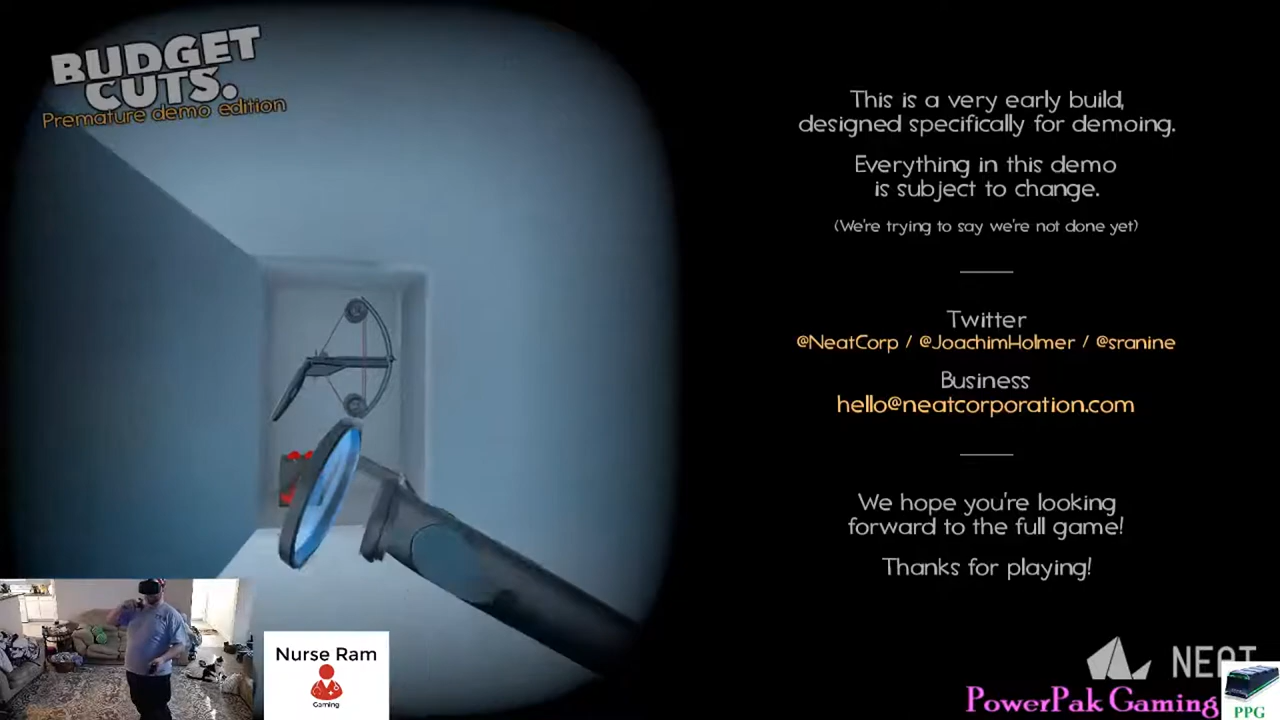 BUDGET
CUTS.
Premature demo edition
This is a very early build,
designed specifically for demoing.
Everything in this demo
is subject to change.
(We're trying to say we're not done yet)
Twitter
@NeatCorp / @JoachimHolmer / @sranine
Business
hello@neatcorporation.com
We hope you're looking
forward to the full game!
Thanks for playing!
Nurse Ram
Gaming
NEAT
PowerPak Gaming
PPG